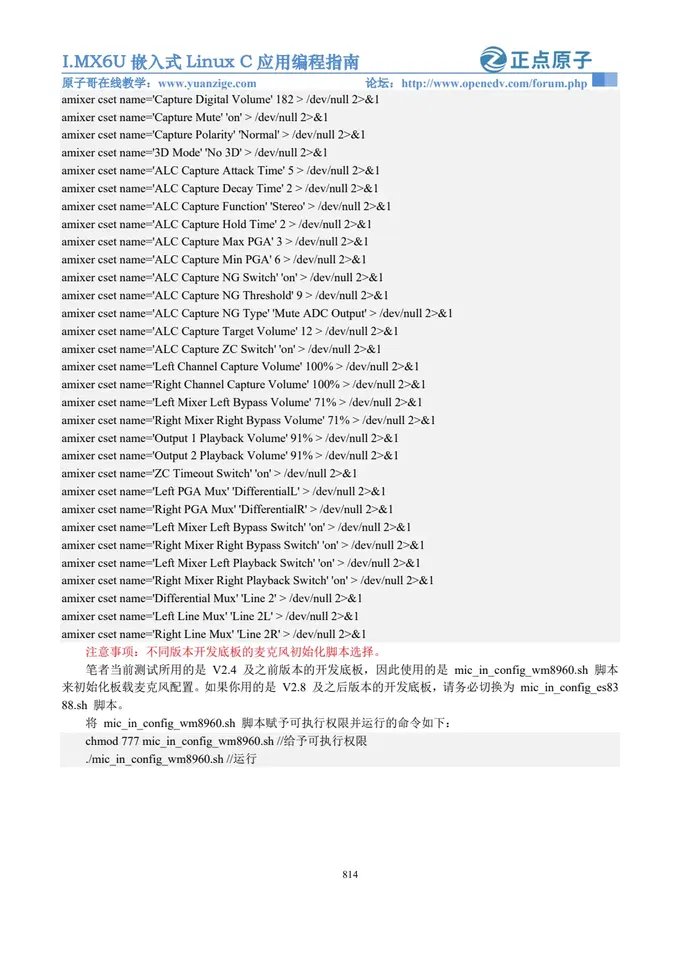 I.MX6U 嵌入式 Linux C 应用编程指南
正点原子
原子哥在线教学：www.yuanzige.com 论坛：http://www.openedv.com/forum.php
amixer cset name='Capture Digital Volume' 182 > /dev/null 2>&1
amixer cset name='Capture Mute' 'on' > /dev/null 2>&1
amixer cset name='Capture Polarity' 'Normal' > /dev/null 2>&1
amixer cset name='3D Mode' 'No 3D' > /dev/null 2>&1
amixer cset name='ALC Capture Attack Time' 5 > /dev/null 2>&1
amixer cset name='ALC Capture Decay Time' 2 > /dev/null 2>&1
amixer cset name='ALC Capture Function' 'Stereo' > /dev/null 2>&1
amixer cset name='ALC Capture Hold Time' 2 > /dev/null 2>&1
amixer cset name='ALC Capture Max PGA' 3 > /dev/null 2>&1
amixer cset name='ALC Capture Min PGA' 6 > /dev/null 2>&1
amixer cset name='ALC Capture NG Switch' 'on' > /dev/null 2>&1
amixer cset name='ALC Capture NG Threshold' 9 > /dev/null 2>&1
amixer cset name='ALC Capture NG Type' 'Mute ADC Output' > /dev/null 2>&1
amixer cset name='ALC Capture Target Volume' 12 > /dev/null 2>&1
amixer cset name='ALC Capture ZC Switch' 'on' > /dev/null 2>&1
amixer cset name='Left Channel Capture Volume' 100% > /dev/null 2>&1
amixer cset name='Right Channel Capture Volume' 100% > /dev/null 2>&1
amixer cset name='Left Mixer Left Bypass Volume' 71% > /dev/null 2>&1
amixer cset name='Right Mixer Right Bypass Volume' 71% > /dev/null 2>&1
amixer cset name='Output 1 Playback Volume' 91% > /dev/null 2>&1
amixer cset name='Output 2 Playback Volume' 91% > /dev/null 2>&1
amixer cset name='ZC Timeout Switch' 'on' > /dev/null 2>&1
amixer cset name='Left PGA Mux' 'DifferentialL' > /dev/null 2>&1
amixer cset name='Right PGA Mux' 'DifferentialR' > /dev/null 2>&1
amixer cset name='Left Mixer Left Bypass Switch' 'on' > /dev/null 2>&1
amixer cset name='Right Mixer Right Bypass Switch' 'on' > /dev/null 2>&1
amixer cset name='Left Mixer Left Playback Switch' 'on' > /dev/null 2>&1
amixer cset name='Right Mixer Right Playback Switch' 'on' > /dev/null 2>&1
amixer cset name='Differential Mux' 'Line 2' > /dev/null 2>&1
amixer cset name='Left Line Mux' 'Line 2L' > /dev/null 2>&1
amixer cset name='Right Line Mux' 'Line 2R' > /dev/null 2>&1
注意事项：不同版本开发底板的麦克风初始化脚本选择。
笔者当前测试所用的是 V2.4 及之前版本的开发底板，因此使用的是 mic_in_config_wm8960.sh 脚本
来初始化板载麦克风配置。如果你用的是 V2.8 及之后版本的开发底板，请务必切换为 mic_in_config_es83
88.sh 脚本。
将 mic_in_config_wm8960.sh 脚本赋予可执行权限并运行的命令如下：
chmod 777 mic_in_config_wm8960.sh //给予可执行权限
./mic_in_config_wm8960.sh //运行
814